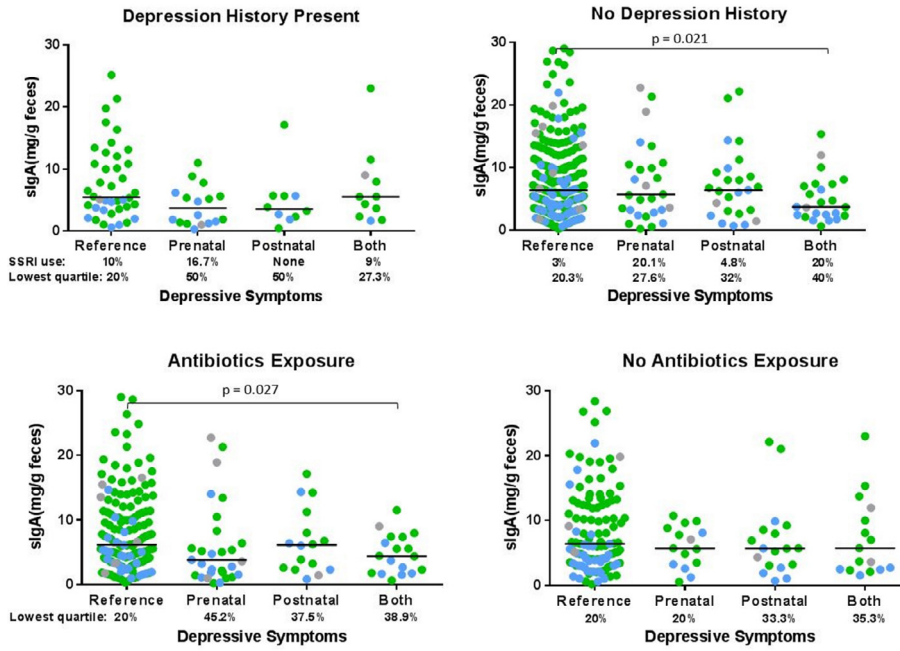 Depression History Present
30
20
10
0
sIgA(mg/g feces)
Reference Prenatal Postnatal Both
SSRI use: 10% 16.7% None 9%
Lowest quartile: 20% 50% 50% 27.3%
Depressive Symptoms
No Depression History
p = 0.021
30
20
10
0
sIgA(mg/g feces)
Reference Prenatal Postnatal Both
3% 20.1% 4.8% 20%
20.3% 27.6% 32% 40%
Depressive Symptoms
Antibiotics Exposure
p = 0.027
30
20
10
0
sIgA(mg/g feces)
Reference Prenatal Postnatal Both
Lowest quartile: 20% 45.2% 37.5% 38.9%
Depressive Symptoms
No Antibiotics Exposure
30
20
10
0
sIgA(mg/g feces)
Reference Prenatal Postnatal Both
20% 20% 33.3% 35.3%
Depressive Symptoms